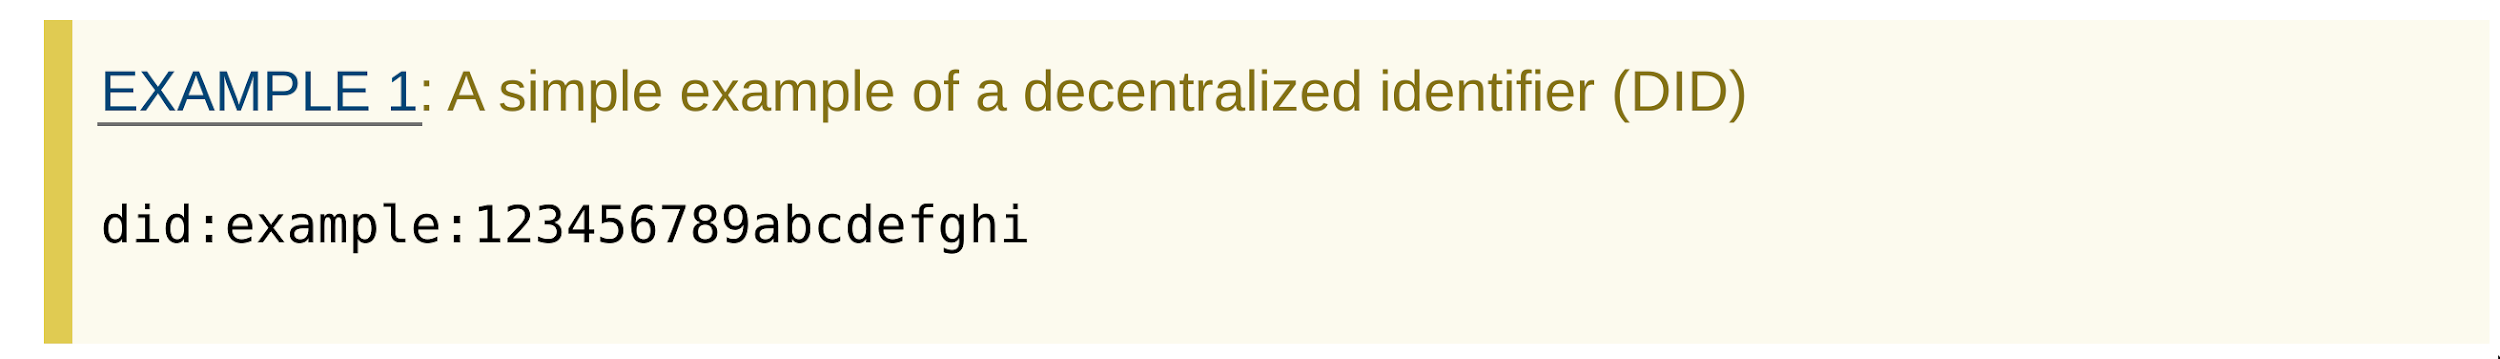 EXAMPLE 1: A simple example of a decentralized identifier (DID)
did:example:123456789abcdefghi